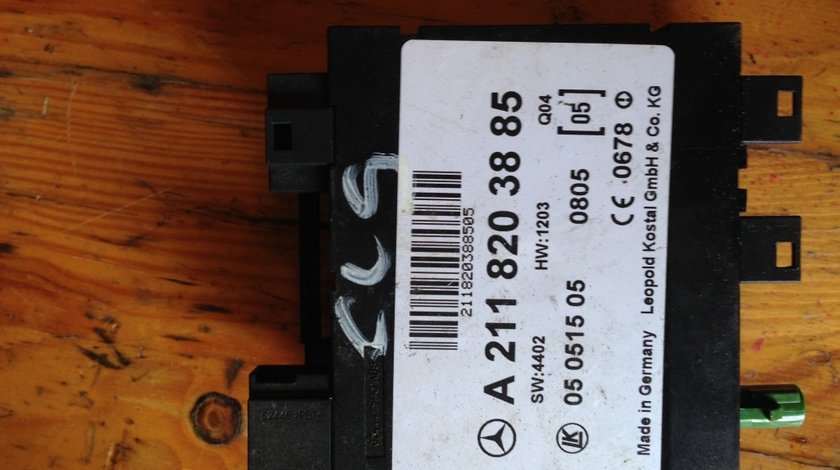 CLS
211820388505
A 211 820 38 85
SW:4402 HW:1203 Q04
05 0515 05 0805 [05]
CE 0678
Made in Germany Leopold Kostal GmbH & Co. KG